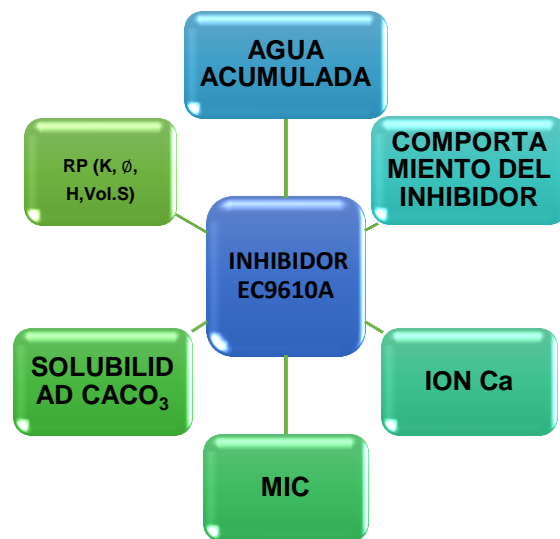 AGUA
ACUMULADA
RP (K, ∅,
H,Vol.S)
COMPORTA
MIENTO DEL
INHIBIDOR
INHIBIDOR
EC9610A
SOLUBILID
AD CACO₃
ION Ca
MIC